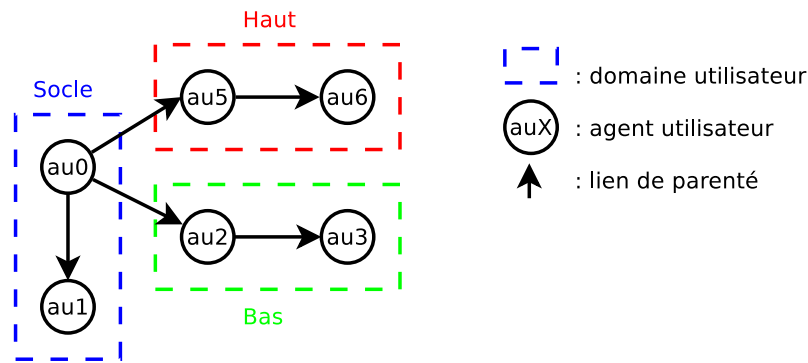 Haut
Socle
au5
au6
au0
au2
au3
au1
Bas
: domaine utilisateur
auX
: agent utilisateur
: lien de parenté